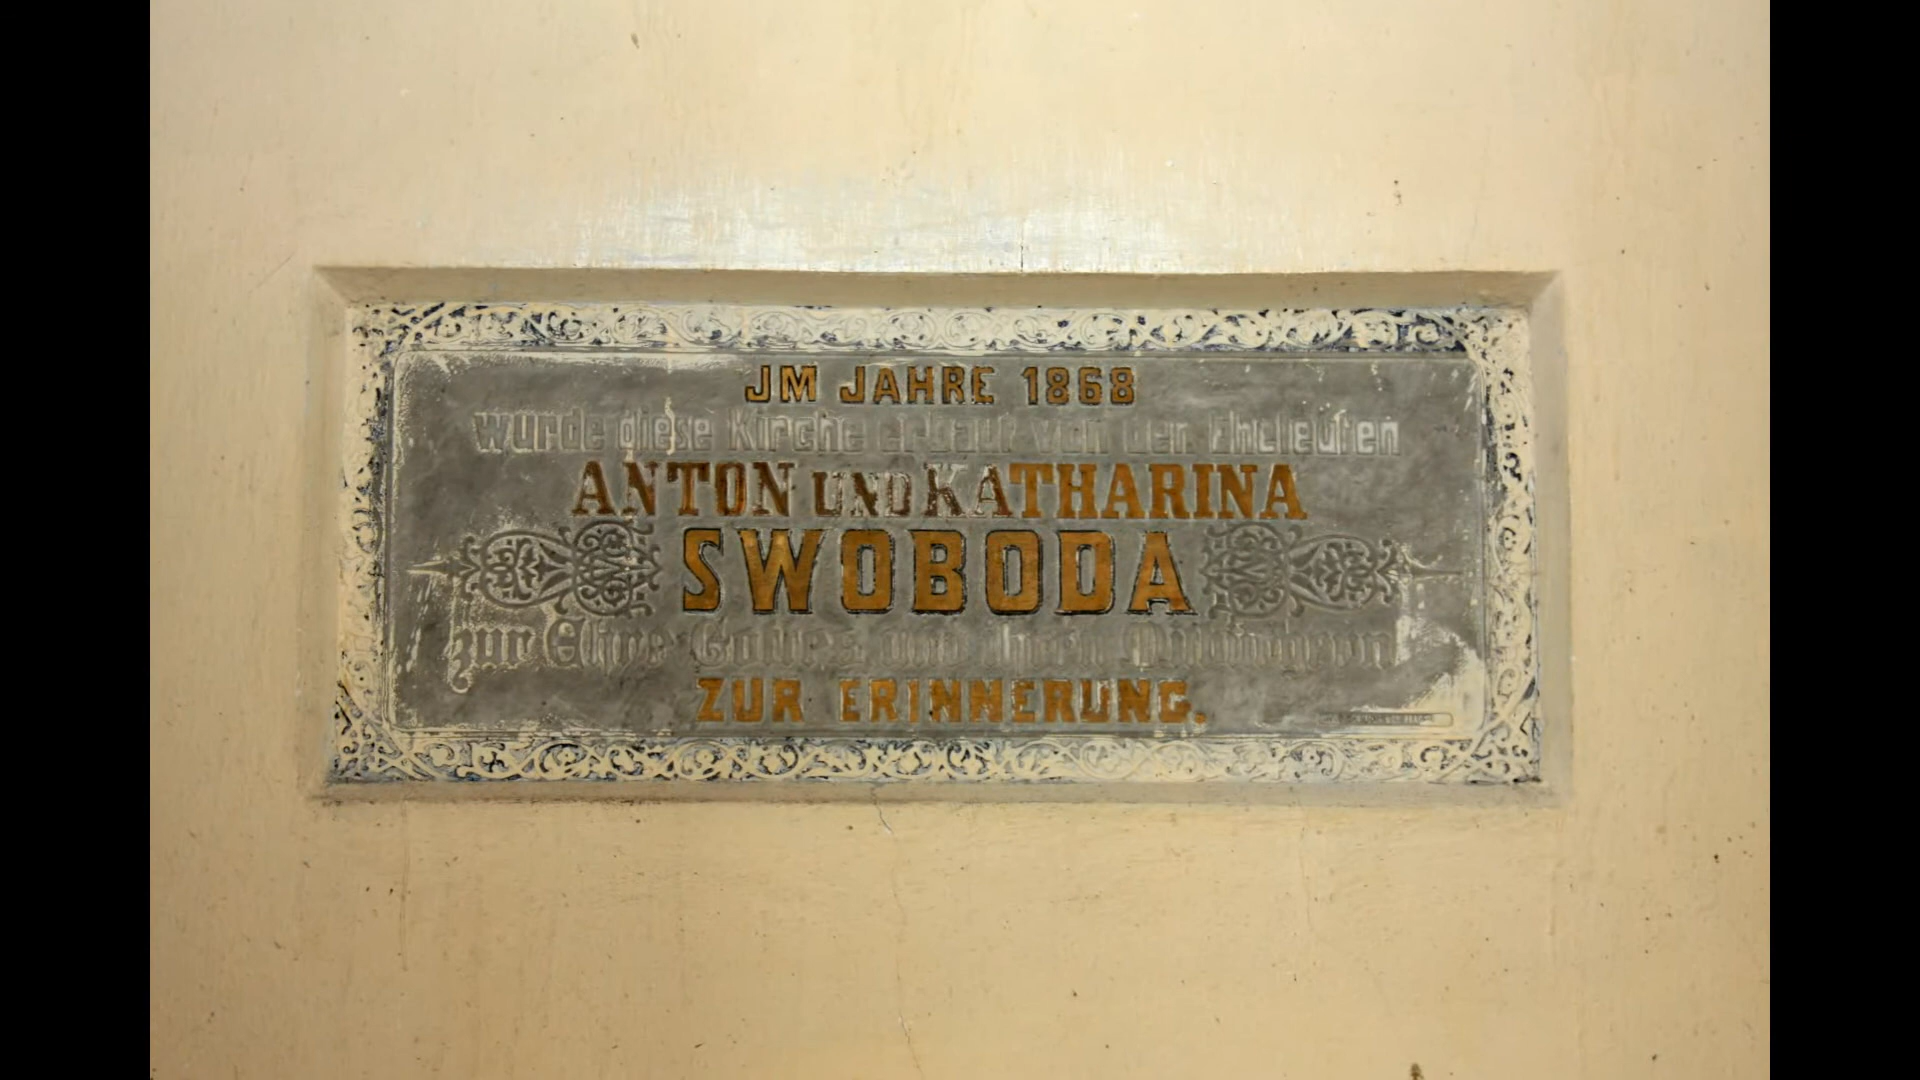 JM JAHRE 1868
wurde diese Kirche erbaut von den Eheleuten
ANTON UND KATHARINA
SWOBODA
zur Ehre Gottes und ihren
ZUR ERINNERUNG.